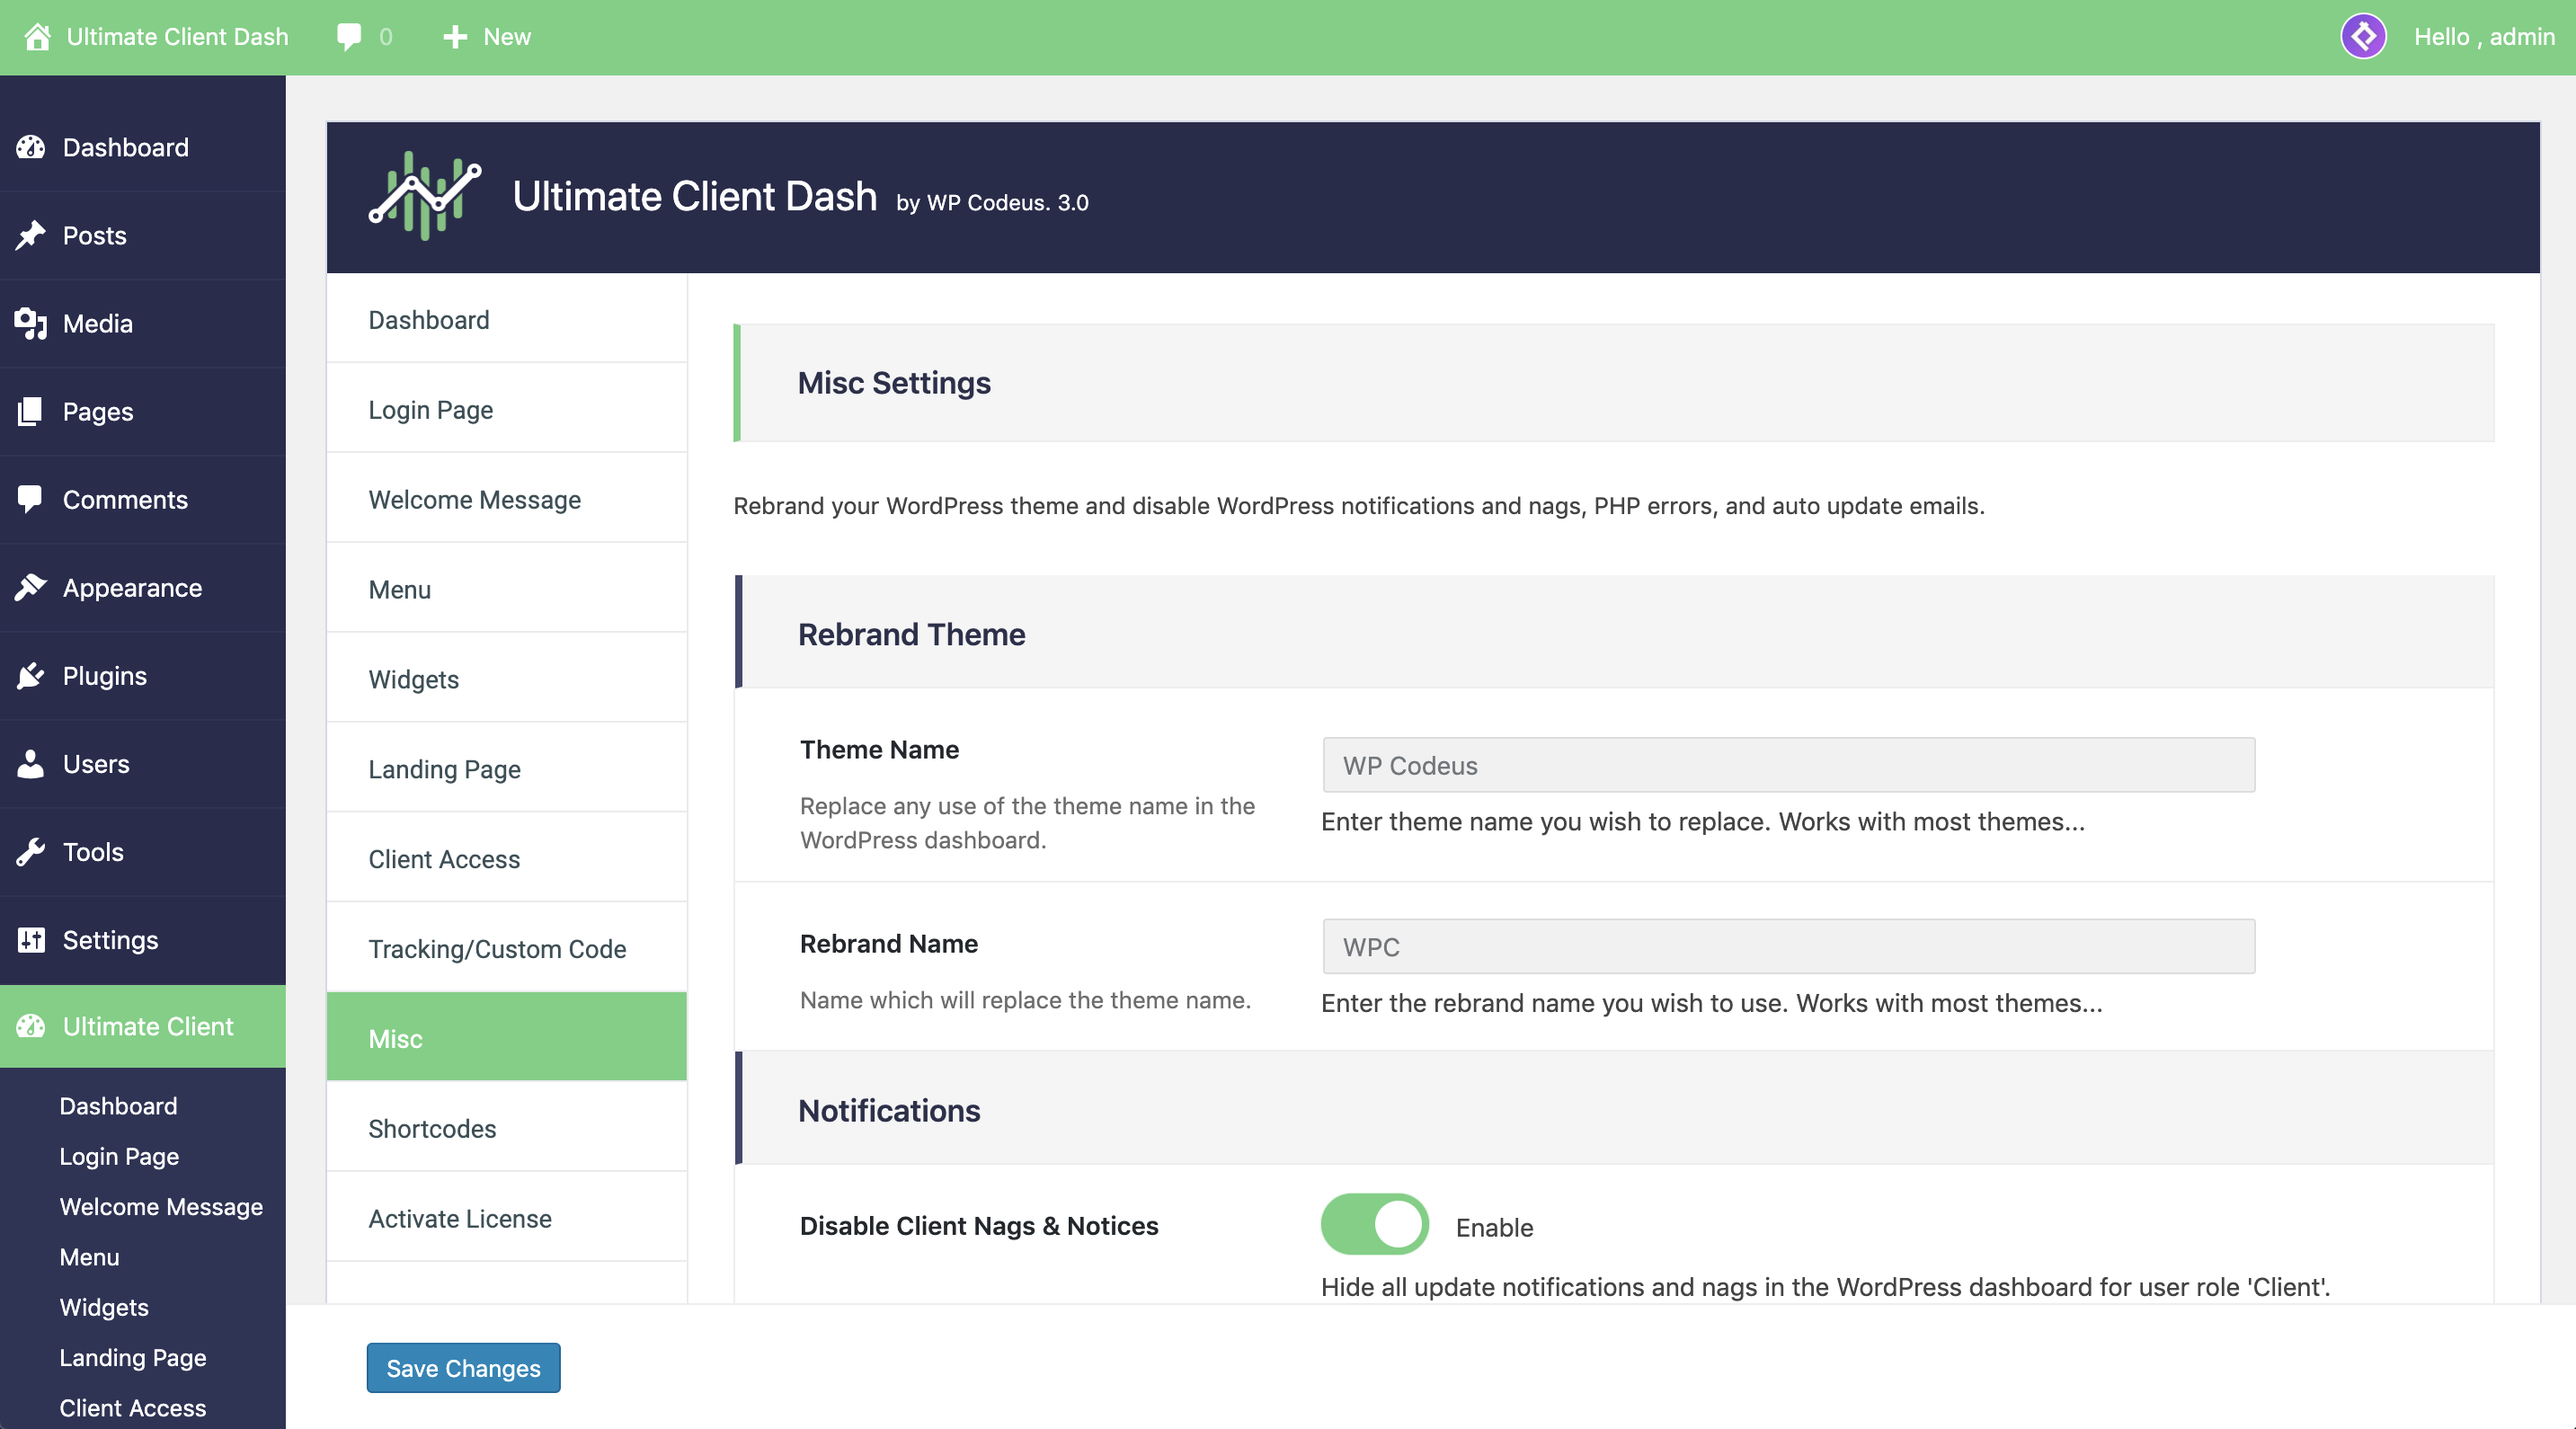 Ultimate Client Dash
0
New
Hello , admin
Dashboard
Posts
Media
Pages
Comments
Appearance
Plugins
Users
Tools
Settings
Ultimate Client
Dashboard
Login Page
Welcome Message
Menu
Widgets
Landing Page
Client Access
Ultimate Client Dash by WP Codeus. 3.0
Dashboard
Login Page
Welcome Message
Menu
Widgets
Landing Page
Client Access
Tracking/Custom Code
Misc
Shortcodes
Activate License
Misc Settings
Rebrand your WordPress theme and disable WordPress notifications and nags, PHP errors, and auto update emails.
Rebrand Theme
Theme Name
Replace any use of the theme name in the
WordPress dashboard.
WP Codeus
Enter theme name you wish to replace. Works with most themes...
Rebrand Name
Name which will replace the theme name.
WPC
Enter the rebrand name you wish to use. Works with most themes...
Notifications
Disable Client Nags & Notices
Enable
Hide all update notifications and nags in the WordPress dashboard for user role 'Client'.
Save Changes